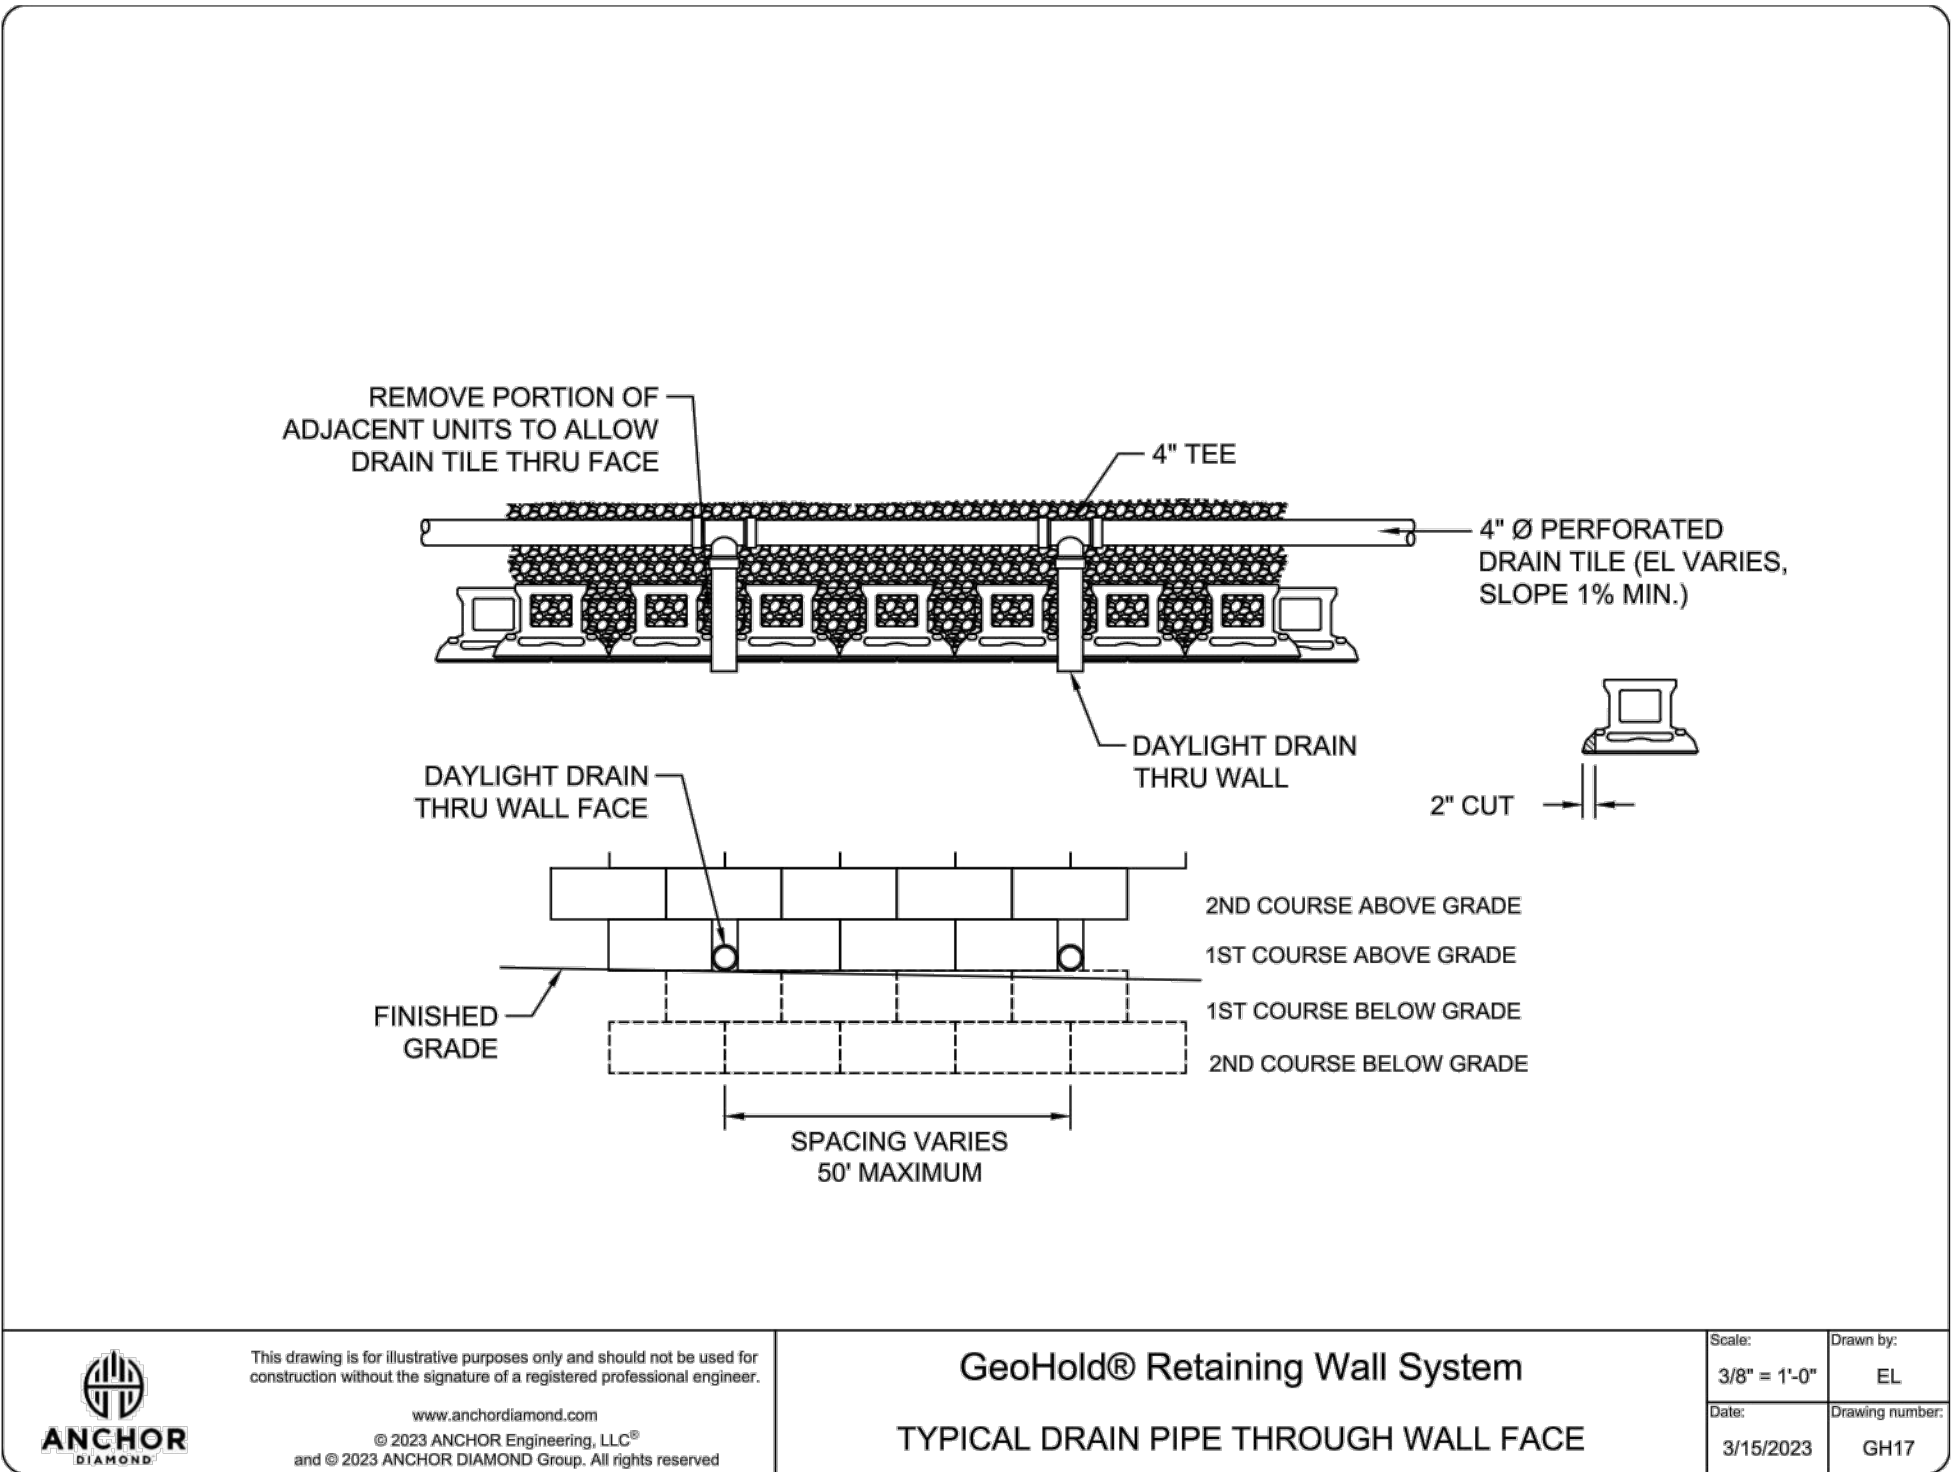 REMOVE PORTION OF
ADJACENT UNITS TO ALLOW
DRAIN TILE THRU FACE
4" TEE
4" Ø PERFORATED
DRAIN TILE (EL VARIES,
SLOPE 1% MIN.)
DAYLIGHT DRAIN
THRU WALL
2" CUT
DAYLIGHT DRAIN
THRU WALL FACE
2ND COURSE ABOVE GRADE
1ST COURSE ABOVE GRADE
1ST COURSE BELOW GRADE
2ND COURSE BELOW GRADE
FINISHED
GRADE
SPACING VARIES
50' MAXIMUM
ANCHOR
DIAMOND
This drawing is for illustrative purposes only and should not be used for
construction without the signature of a registered professional engineer.
www.anchordiamond.com
© 2023 ANCHOR Engineering, LLC®
and © 2023 ANCHOR DIAMOND Group. All rights reserved
GeoHold® Retaining Wall System
TYPICAL DRAIN PIPE THROUGH WALL FACE
Scale:
3/8" = 1'-0"
Drawn by:
EL
Date:
3/15/2023
Drawing number:
GH17